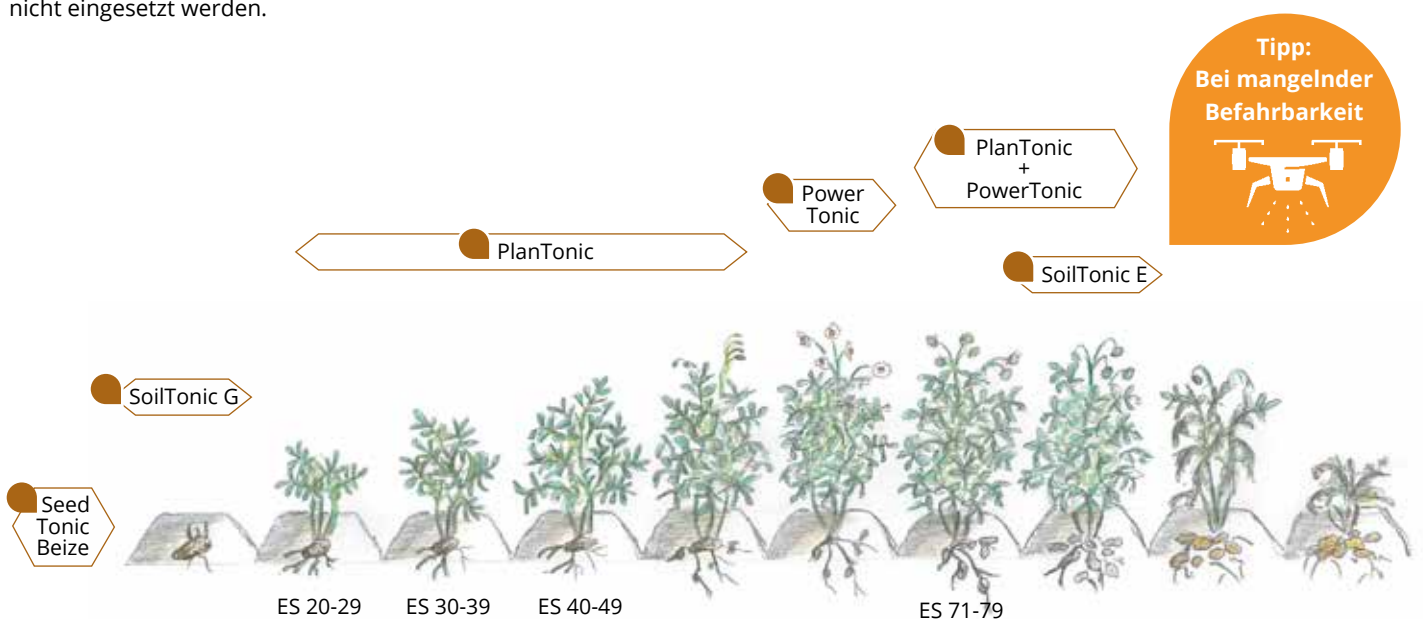 nicht eingesetzt werden.
Tipp:
Bei mangelnder
Befahrbarkeit
PlanTonic
+
PowerTonic
Power
Tonic
PlanTonic
SoilTonic E
SoilTonic G
Seed
Tonic
Beize
ES 20-29
ES 30-39
ES 40-49
ES 71-79